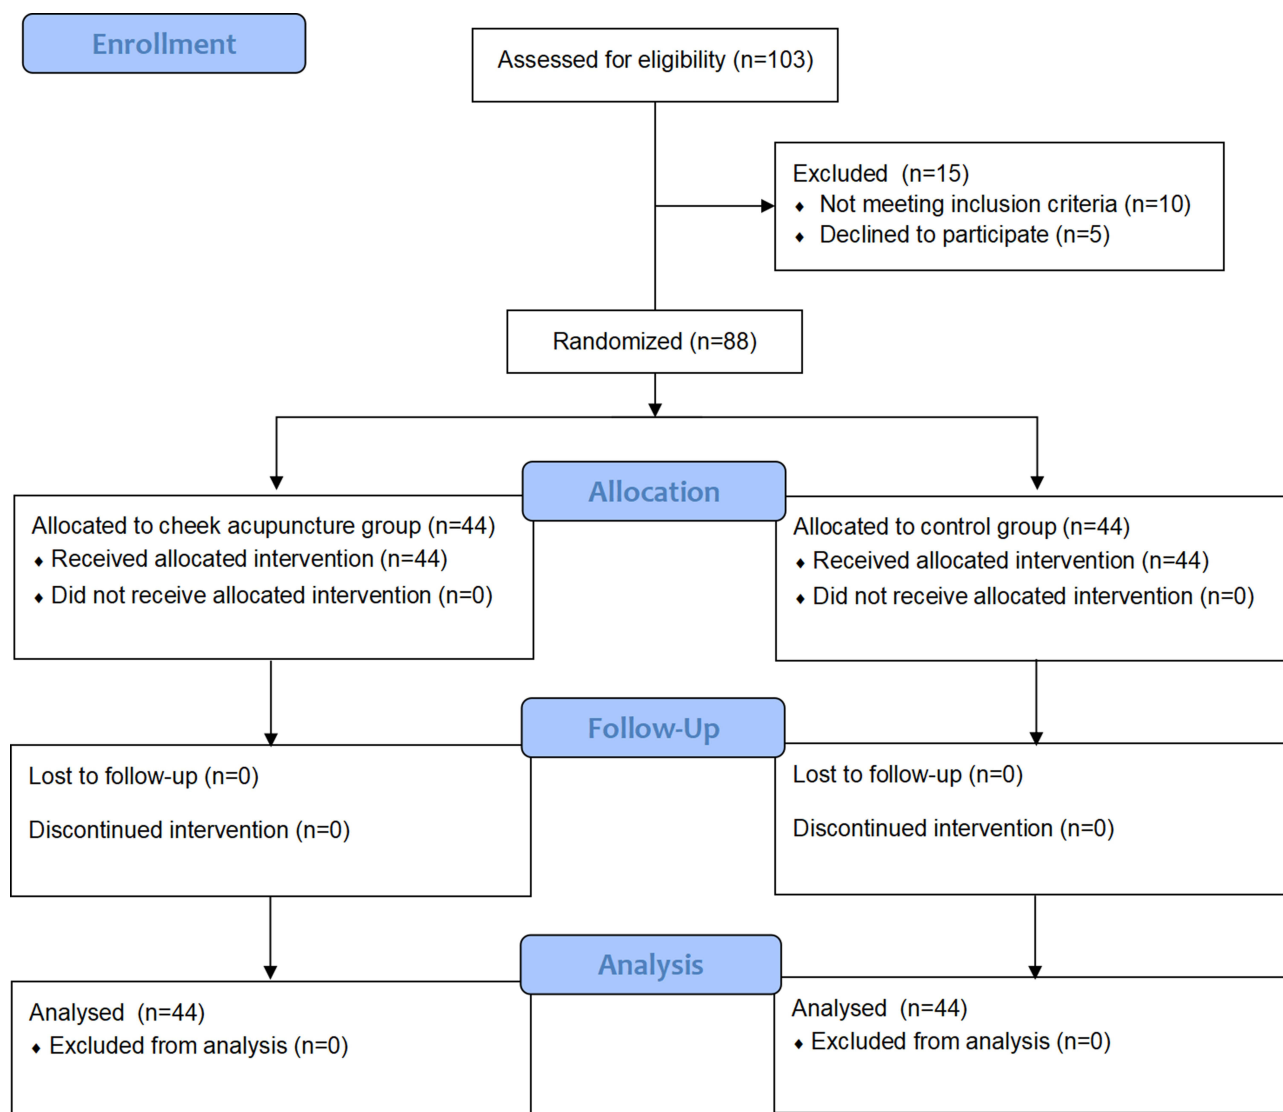 Enrollment
Assessed for eligibility (n=103)
Excluded (n=15)
♦ Not meeting inclusion criteria (n=10)
♦ Declined to participate (n=5)
Randomized (n=88)
Allocation
Allocated to cheek acupuncture group (n=44)
♦ Received allocated intervention (n=44)
♦ Did not receive allocated intervention (n=0)
Allocated to control group (n=44)
♦ Received allocated intervention (n=44)
♦ Did not receive allocated intervention (n=0)
Follow-Up
Lost to follow-up (n=0)
Discontinued intervention (n=0)
Lost to follow-up (n=0)
Discontinued intervention (n=0)
Analysis
Analysed (n=44)
♦ Excluded from analysis (n=0)
Analysed (n=44)
♦ Excluded from analysis (n=0)